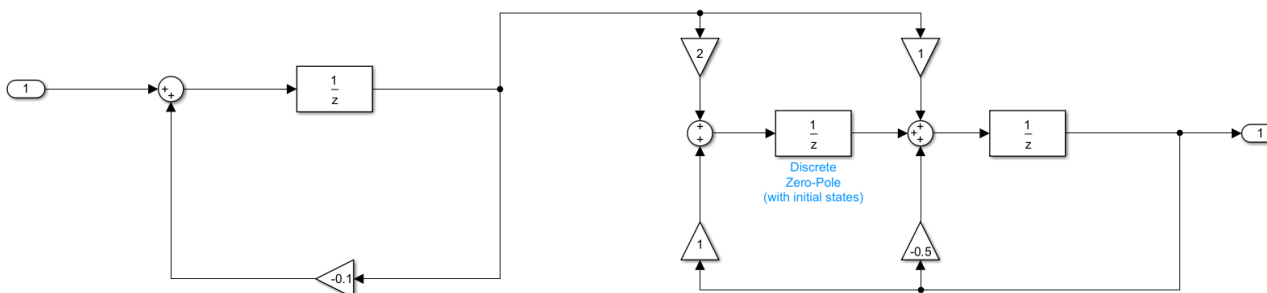 1
+
+
1
z
-0.1
2
+
+
1
z
Discrete
Zero-Pole
(with initial states)
1
1
+
+
+
1
z
-0.5
1